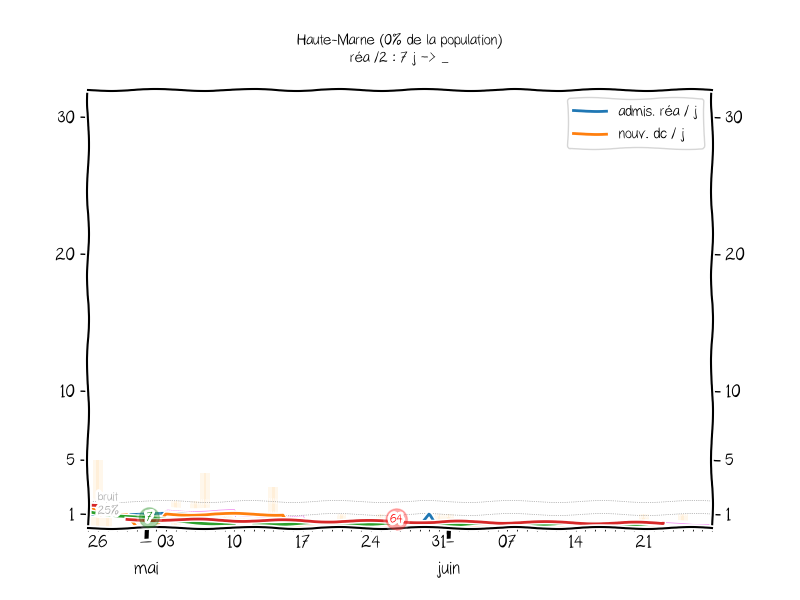 Haute-Marne (0% de la population)
réa /2 : 7 j -> _
admis. réa / j
nouv. dc / j
30 30
20 20
10 10
5 5
bruit
25%
1 1
7
64
26 03 10 17 24 31 07 14 21
mai juin